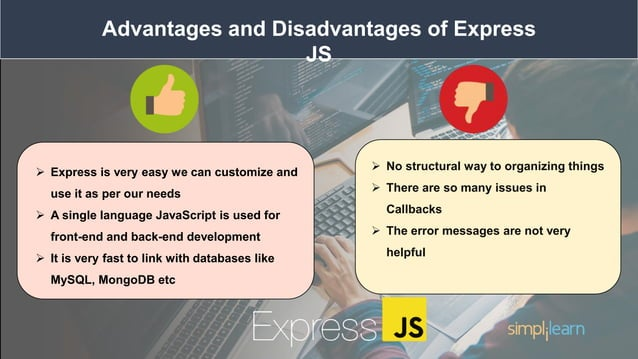 Advantages and Disadvantages of Express
JS
➢ Express is very easy we can customize and
use it as per our needs
➢ A single language JavaScript is used for
front-end and back-end development
➢ It is very fast to link with databases like
MySQL, MongoDB etc
➢ No structural way to organizing things
➢ There are so many issues in
Callbacks
➢ The error messages are not very
helpful
Express JS
simplilearn